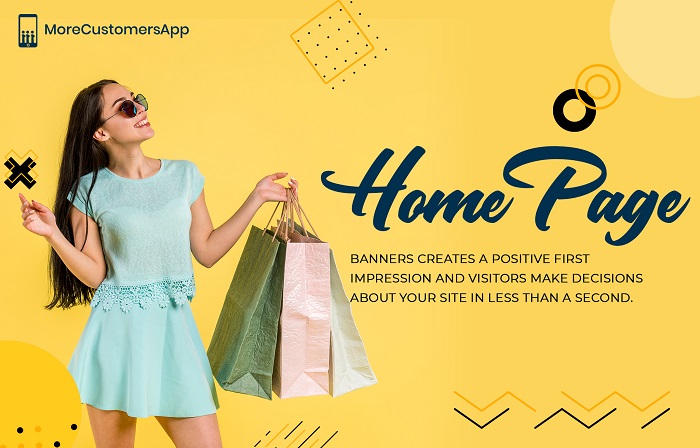 MoreCustomersApp
Home Page
BANNERS CREATES A POSITIVE FIRST
IMPRESSION AND VISITORS MAKE DECISIONS
ABOUT YOUR SITE IN LESS THAN A SECOND.